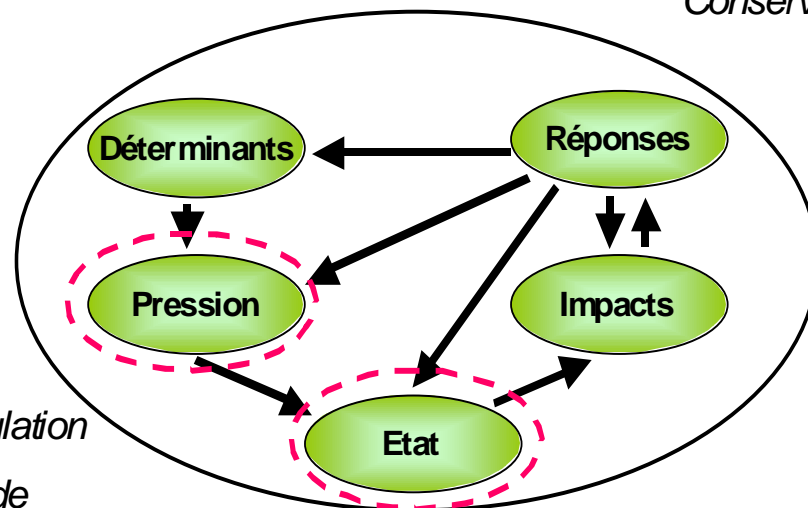 Conserv
Déterminants
Réponses
Pression
Impacts
Etat
ulation
de